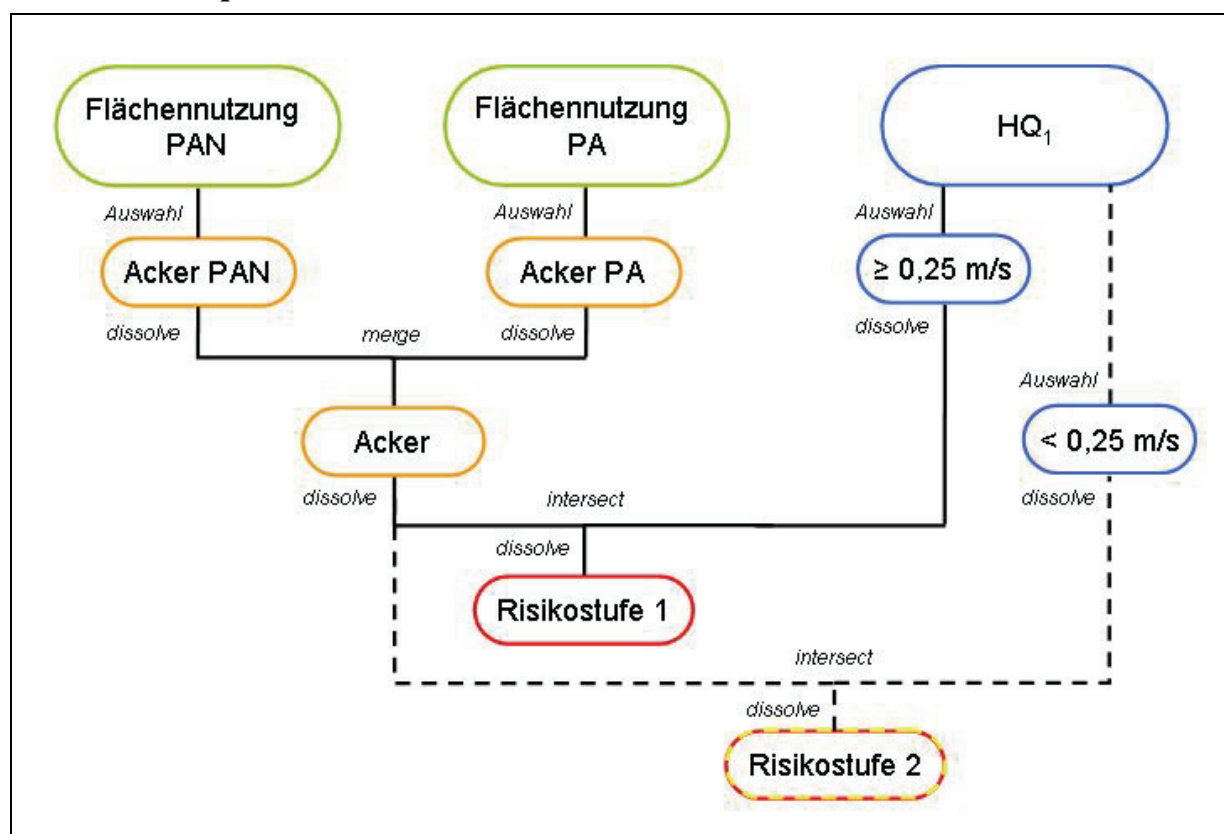 Flächennutzung
PAN
Flächennutzung
PA
HQ₁
Auswahl
Auswahl
Auswahl
Acker PAN
Acker PA
≥ 0,25 m/s
dissolve
merge
dissolve
dissolve
Auswahl
Acker
< 0,25 m/s
dissolve
intersect
dissolve
dissolve
Risikostufe 1
intersect
dissolve
Risikostufe 2